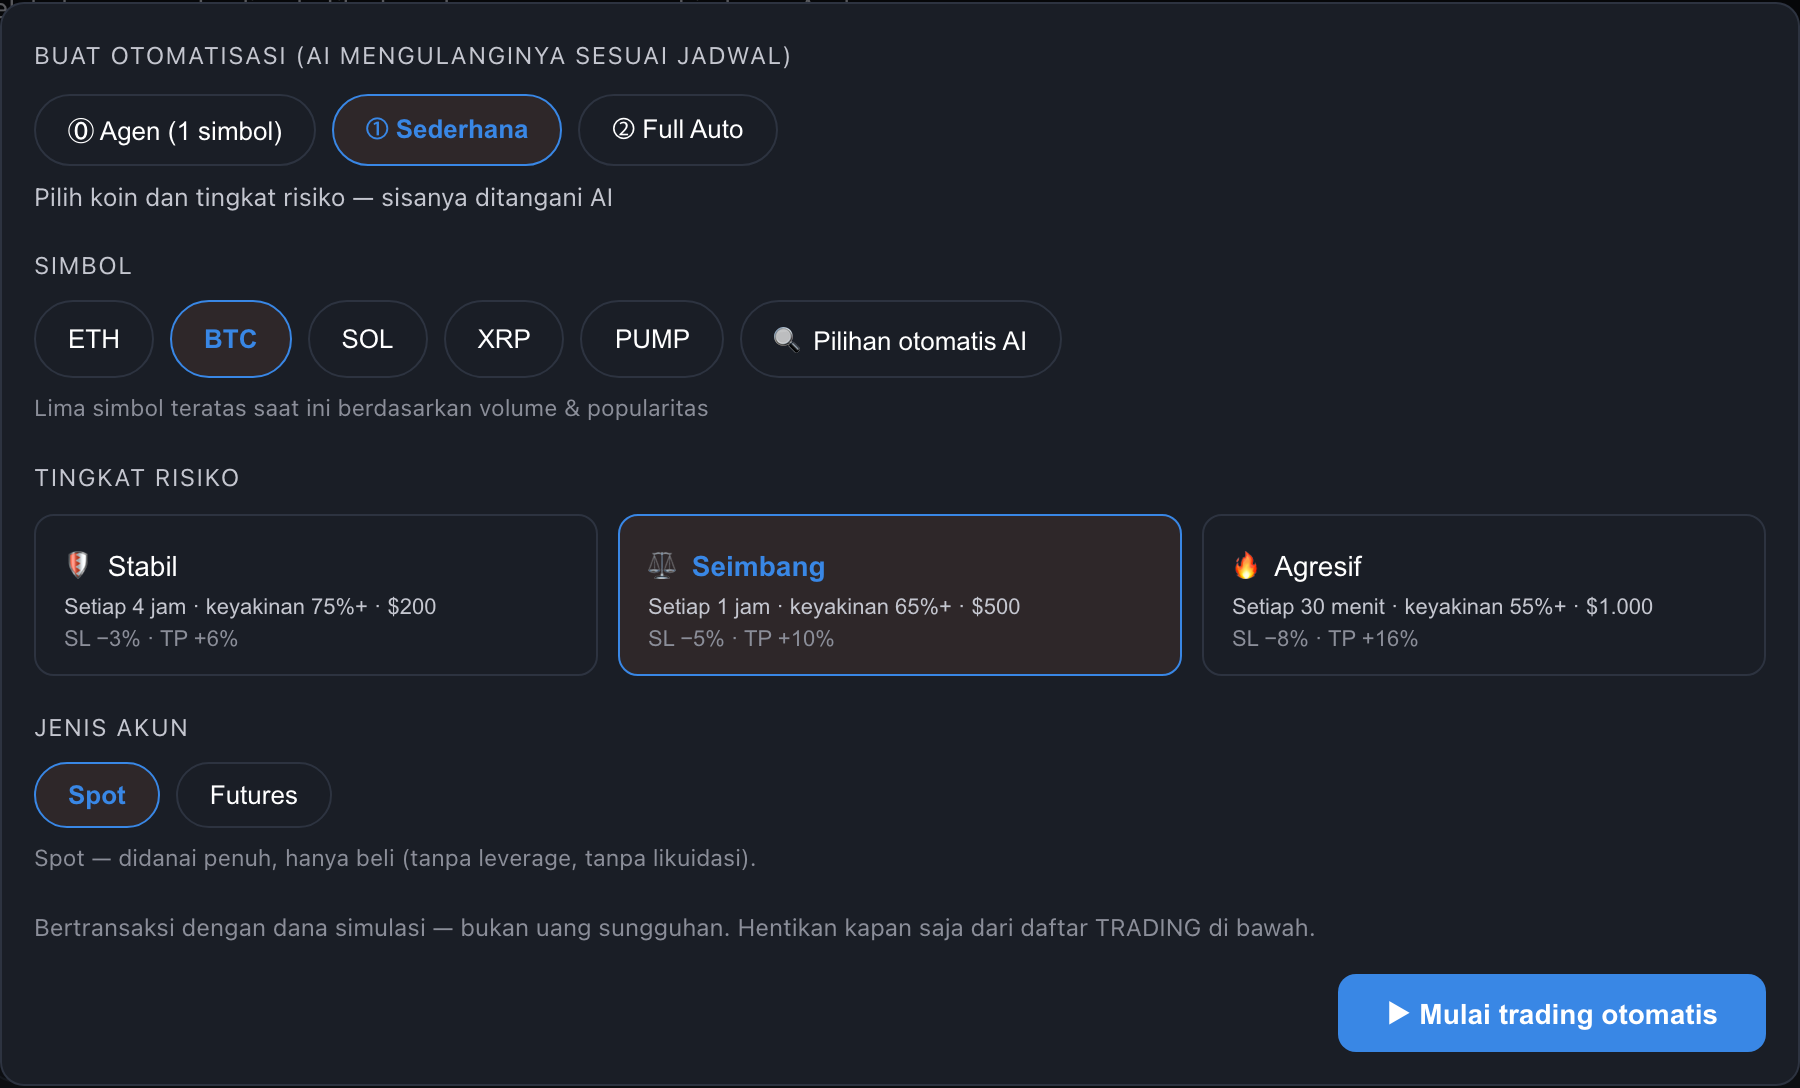 BUAT OTOMATISASI (AI MENGULANGINYA SESUAI JADWAL)
⓪ Agen (1 simbol)
① Sederhana
② Full Auto
Pilih koin dan tingkat risiko — sisanya ditangani AI
SIMBOL
ETH
BTC
SOL
XRP
PUMP
Pilihan otomatis AI
Lima simbol teratas saat ini berdasarkan volume & popularitas
TINGKAT RISIKO
Stabil
Setiap 4 jam · keyakinan 75%+ · $200
SL −3% · TP +6%
Seimbang
Setiap 1 jam · keyakinan 65%+ · $500
SL −5% · TP +10%
Agresif
Setiap 30 menit · keyakinan 55%+ · $1.000
SL −8% · TP +16%
JENIS AKUN
Spot
Futures
Spot — didanai penuh, hanya beli (tanpa leverage, tanpa likuidasi).
Bertransaksi dengan dana simulasi — bukan uang sungguhan. Hentikan kapan saja dari daftar TRADING di bawah.
▶ Mulai trading otomatis